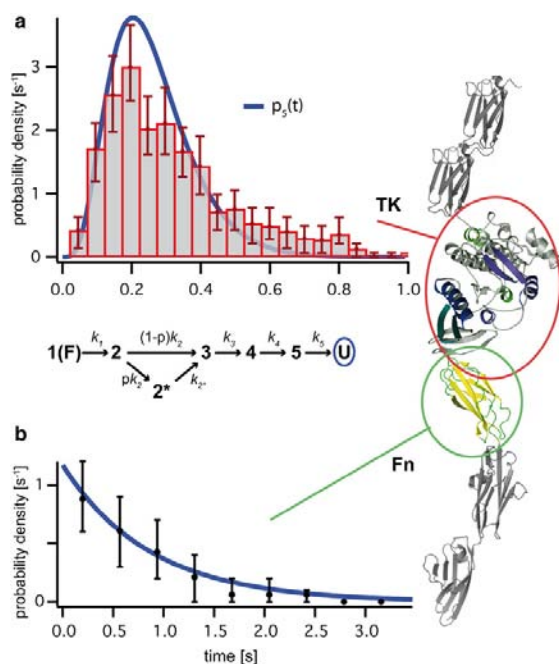 a
probability density [s⁻¹]
3
2
1
0
p₅(t)
0.0 0.2 0.4 0.6 0.8 1.0
TK
k₁ (1-p)k₂ k₃ k₄ k₅
1(F) 2 3 4 5 U
pk₂ 2* k₂*
b
Fn
probability density [s⁻¹]
1
0
0.0 0.5 1.0 1.5 2.0 2.5 3.0
time [s]